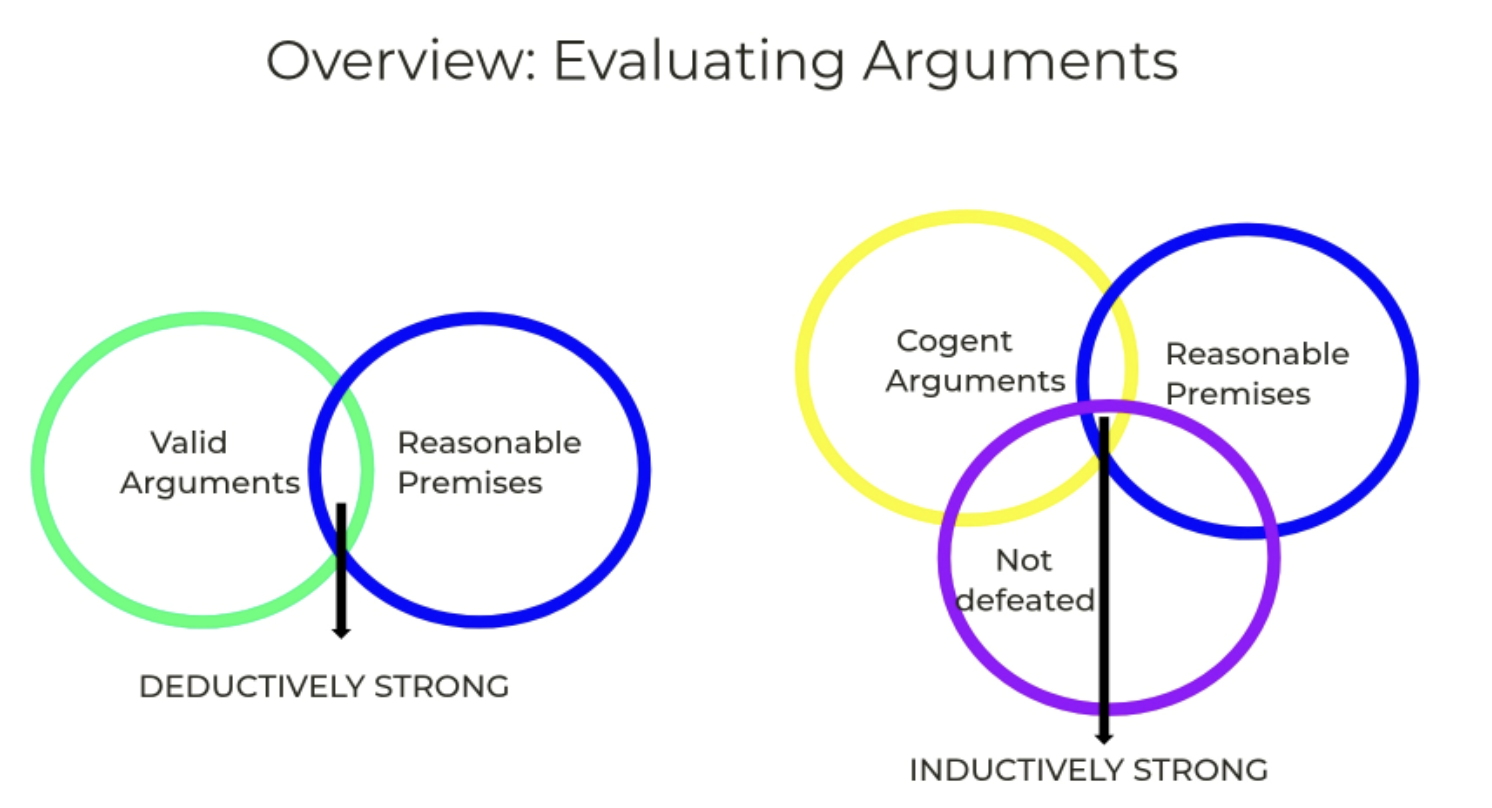 Overview: Evaluating Arguments
Valid
Arguments
Reasonable
Premises
DEDUCTIVELY STRONG
Cogent
Arguments
Reasonable
Premises
Not
defeated
INDUCTIVELY STRONG